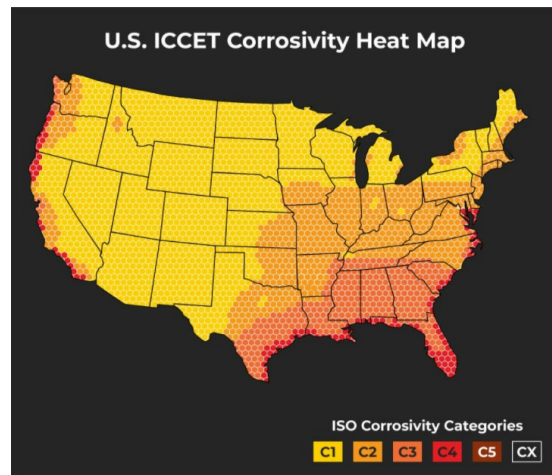 U.S. ICCET Corrosivity Heat Map
ISO Corrosivity Categories
C1 C2 C3 C4 C5 CX